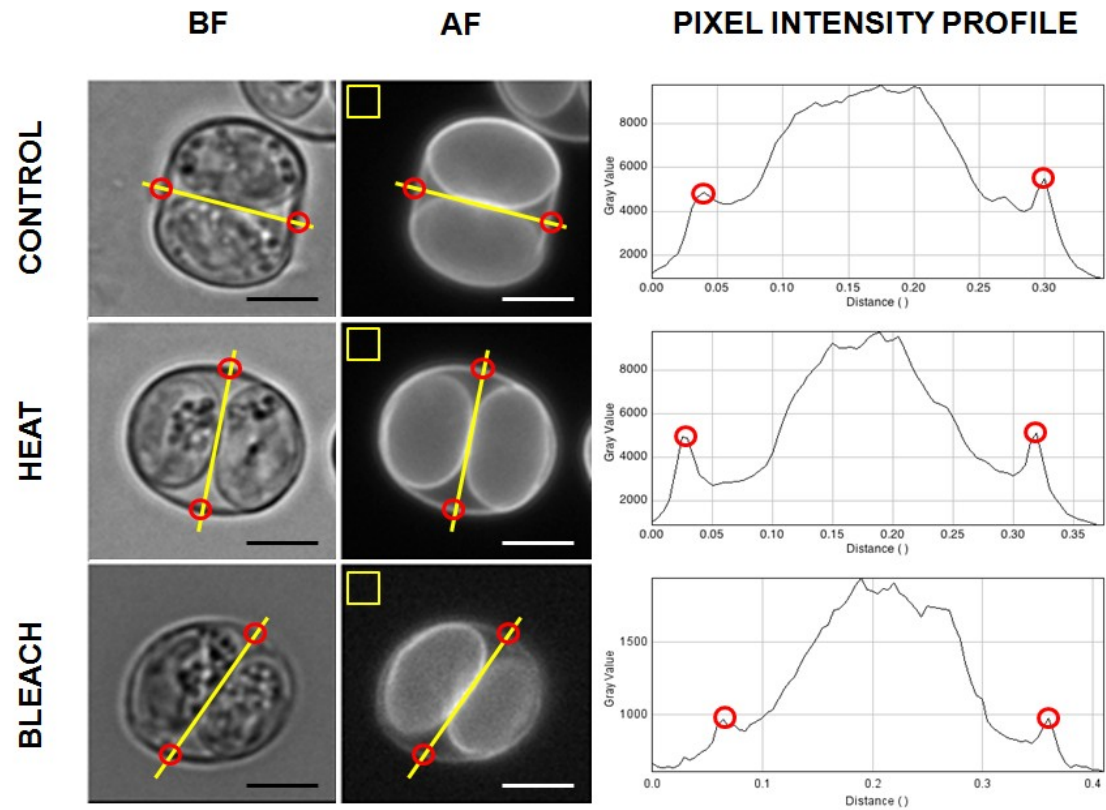 BF AF PIXEL INTENSITY PROFILE
CONTROL
8000
6000
4000
2000
Gray Value
0.00 0.05 0.10 0.15 0.20 0.25 0.30
Distance ( )
HEAT
8000
6000
4000
2000
Gray Value
0.00 0.05 0.10 0.15 0.20 0.25 0.30 0.35
Distance ( )
BLEACH
1500
1000
Gray Value
0.0 0.1 0.2 0.3 0.4
Distance ( )